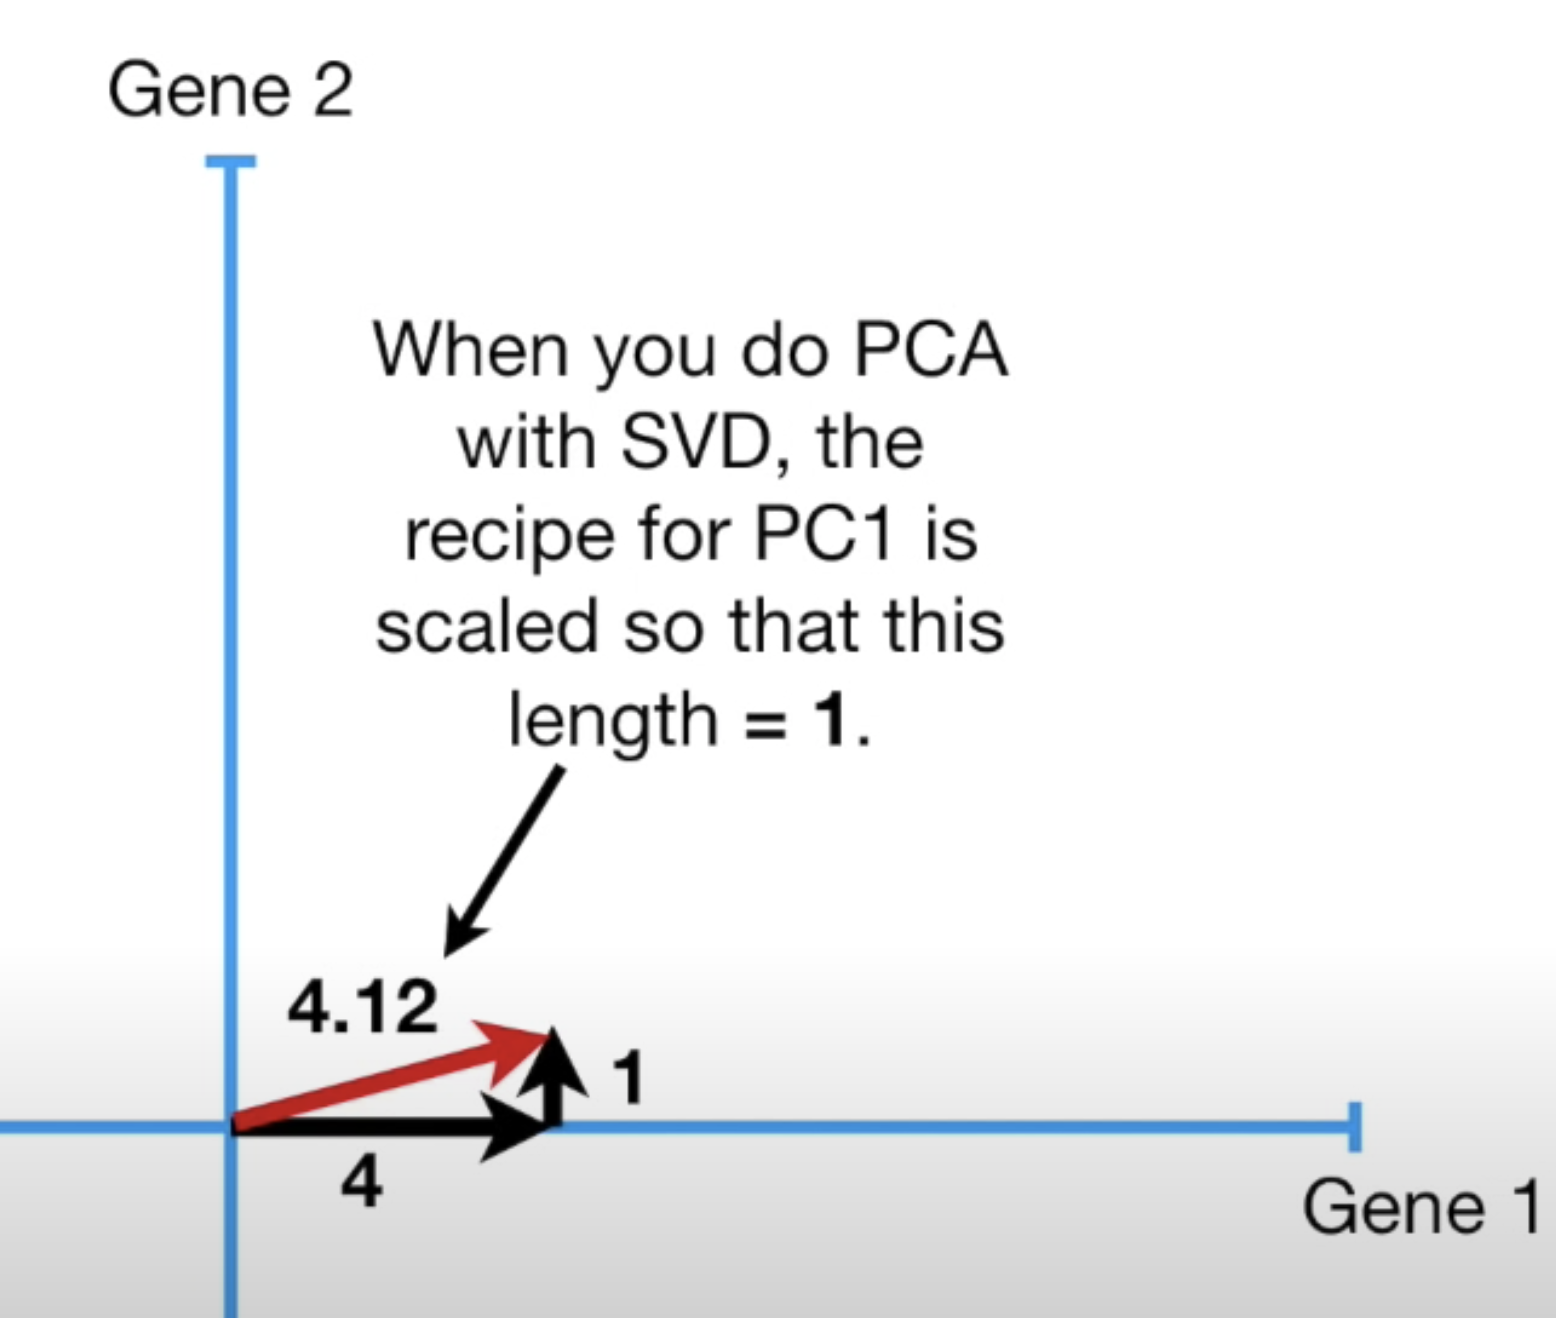 Gene 2
When you do PCA
with SVD, the
recipe for PC1 is
scaled so that this
length = 1.
4.12
1
4
Gene 1